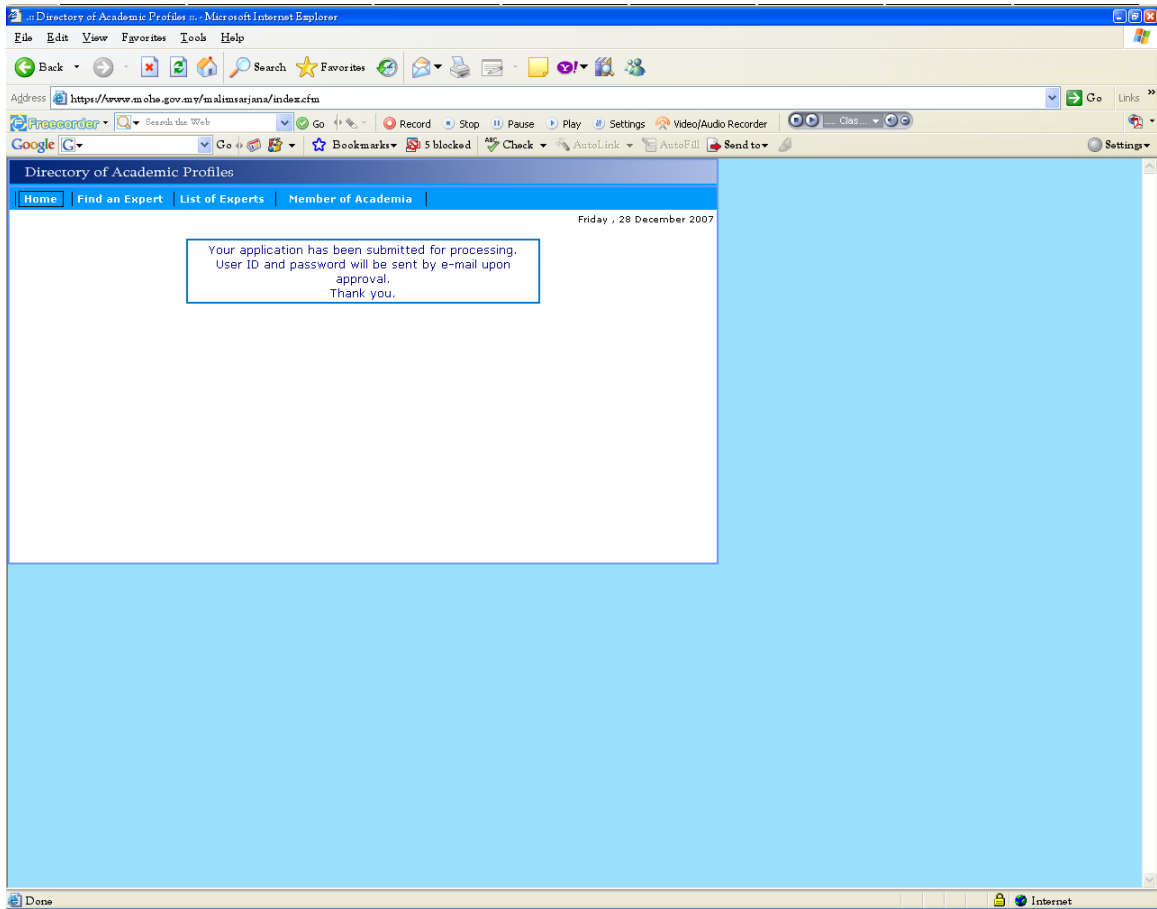 .:: Directory of Academic Profiles ::. - Microsoft Internet Explorer
File Edit View Favorites Tools Help
Back Search Favorites
Address https://www.mohe.gov.my/malimsarjana/index.cfm Go Links »
Freecorder Search the Web Go Record Stop Pause Play Settings Video/Audio Recorder .... Clas...
Google G Go Bookmarks 5 blocked ABC Check AutoLink AutoFill Send to Settings
Directory of Academic Profiles
Home Find an Expert List of Experts Member of Academia
Friday , 28 December 2007
Your application has been submitted for processing.
User ID and password will be sent by e-mail upon
approval.
Thank you.
Done Internet